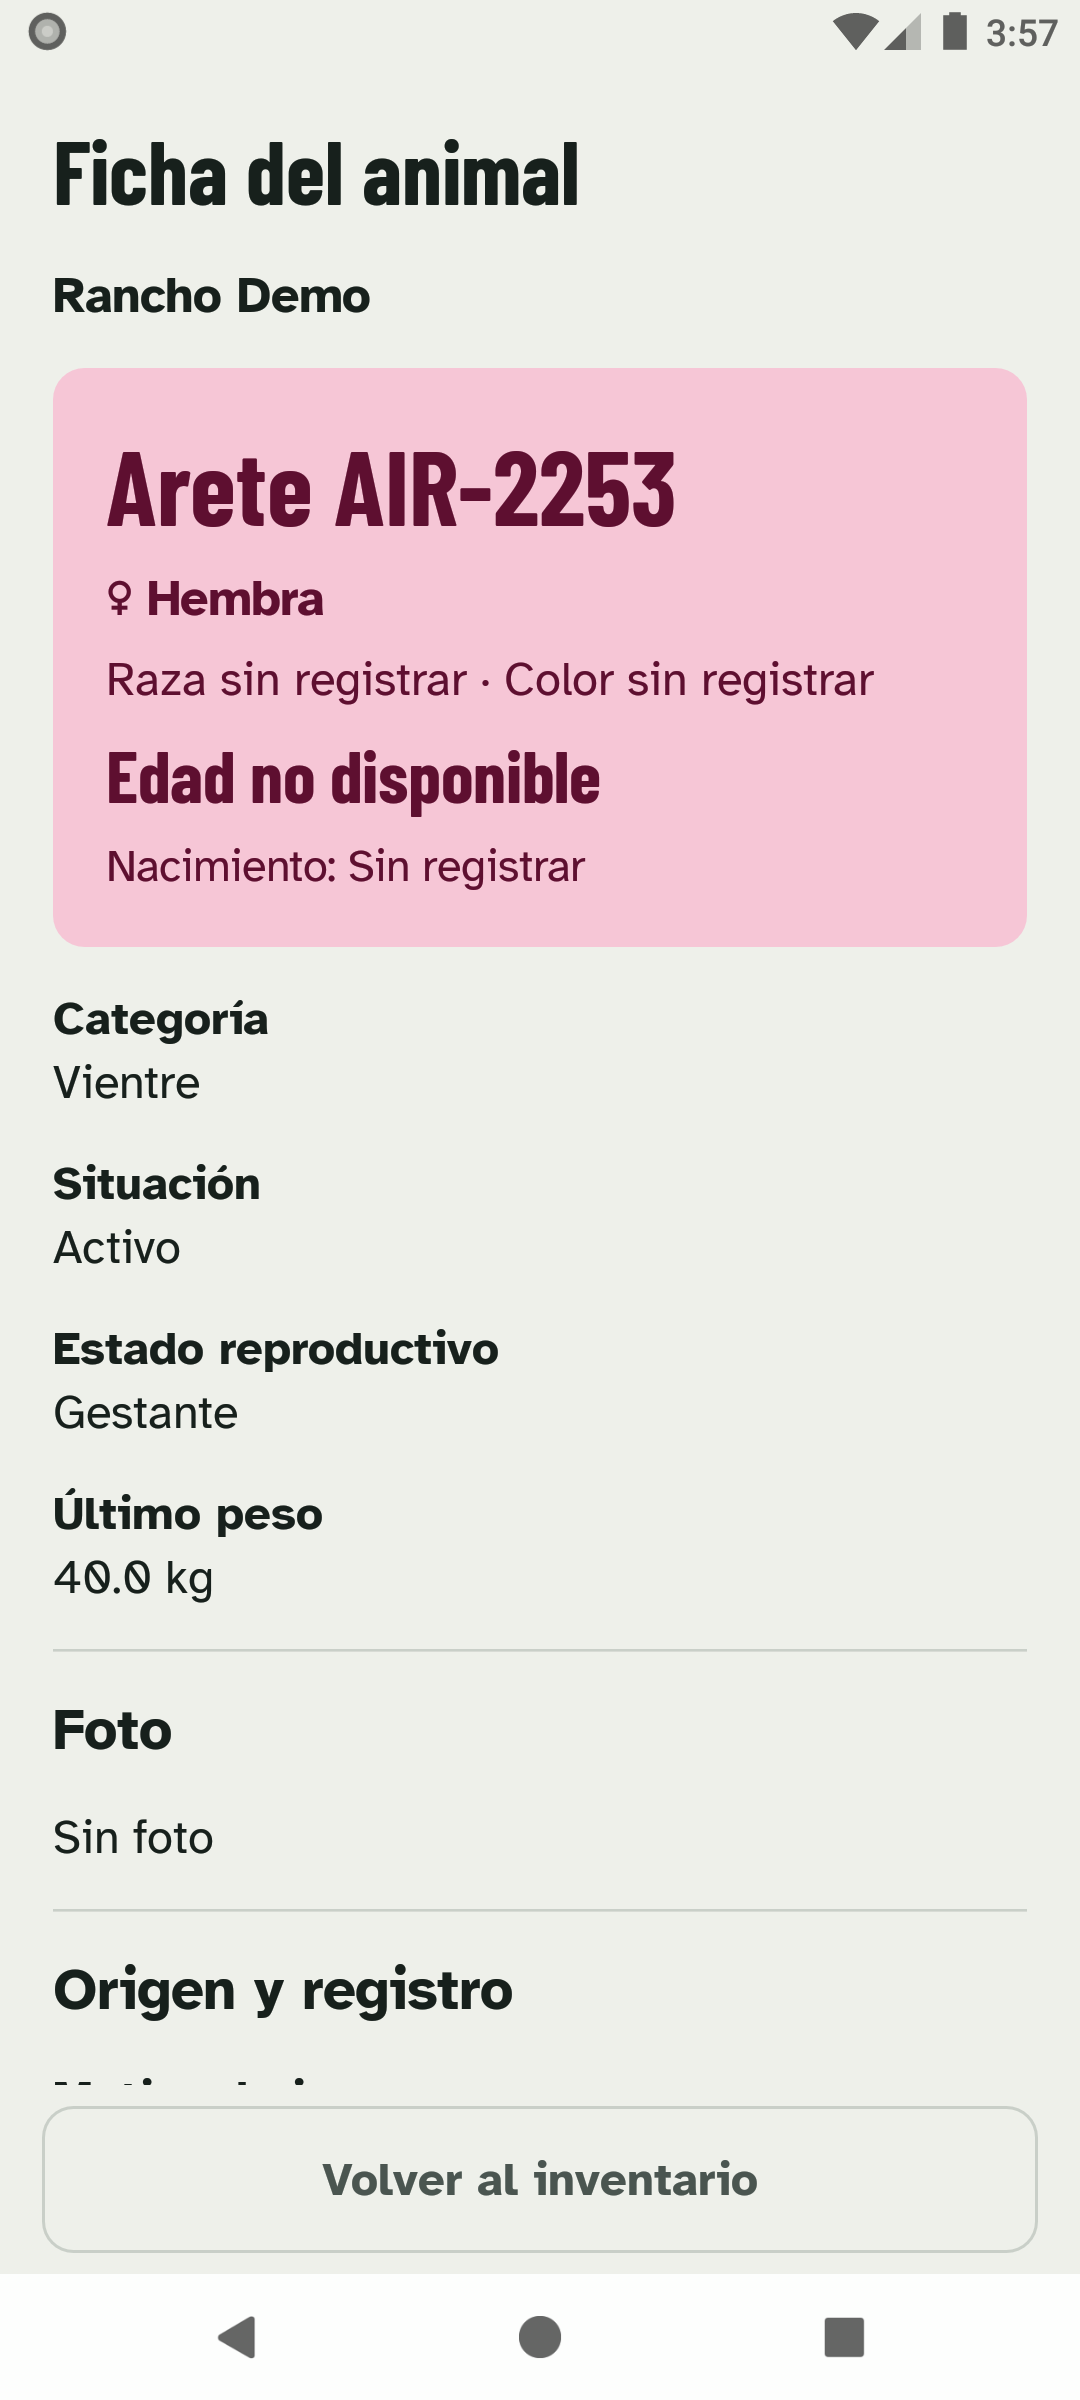 3:57
Ficha del animal
Rancho Demo
Arete AIR-2253
♀ Hembra
Raza sin registrar · Color sin registrar
Edad no disponible
Nacimiento: Sin registrar
Categoría
Vientre
Situación
Activo
Estado reproductivo
Gestante
Último peso
40.0 kg
Foto
Sin foto
Origen y registro
Volver al inventario